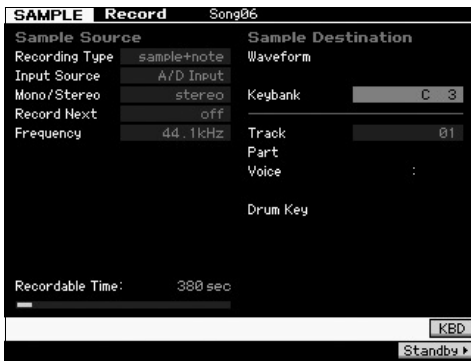 SAMPLE Record Song06
Sample Source
Recording Type sample+note
Input Source A/D Input
Mono/Stereo stereo
Record Next off
Frequency 44.1kHz
Recordable Time: 380 sec
Sample Destination
Waveform
Keybank C 3
Track 01
Part
Voice :
Drum Key
KBD
Standby